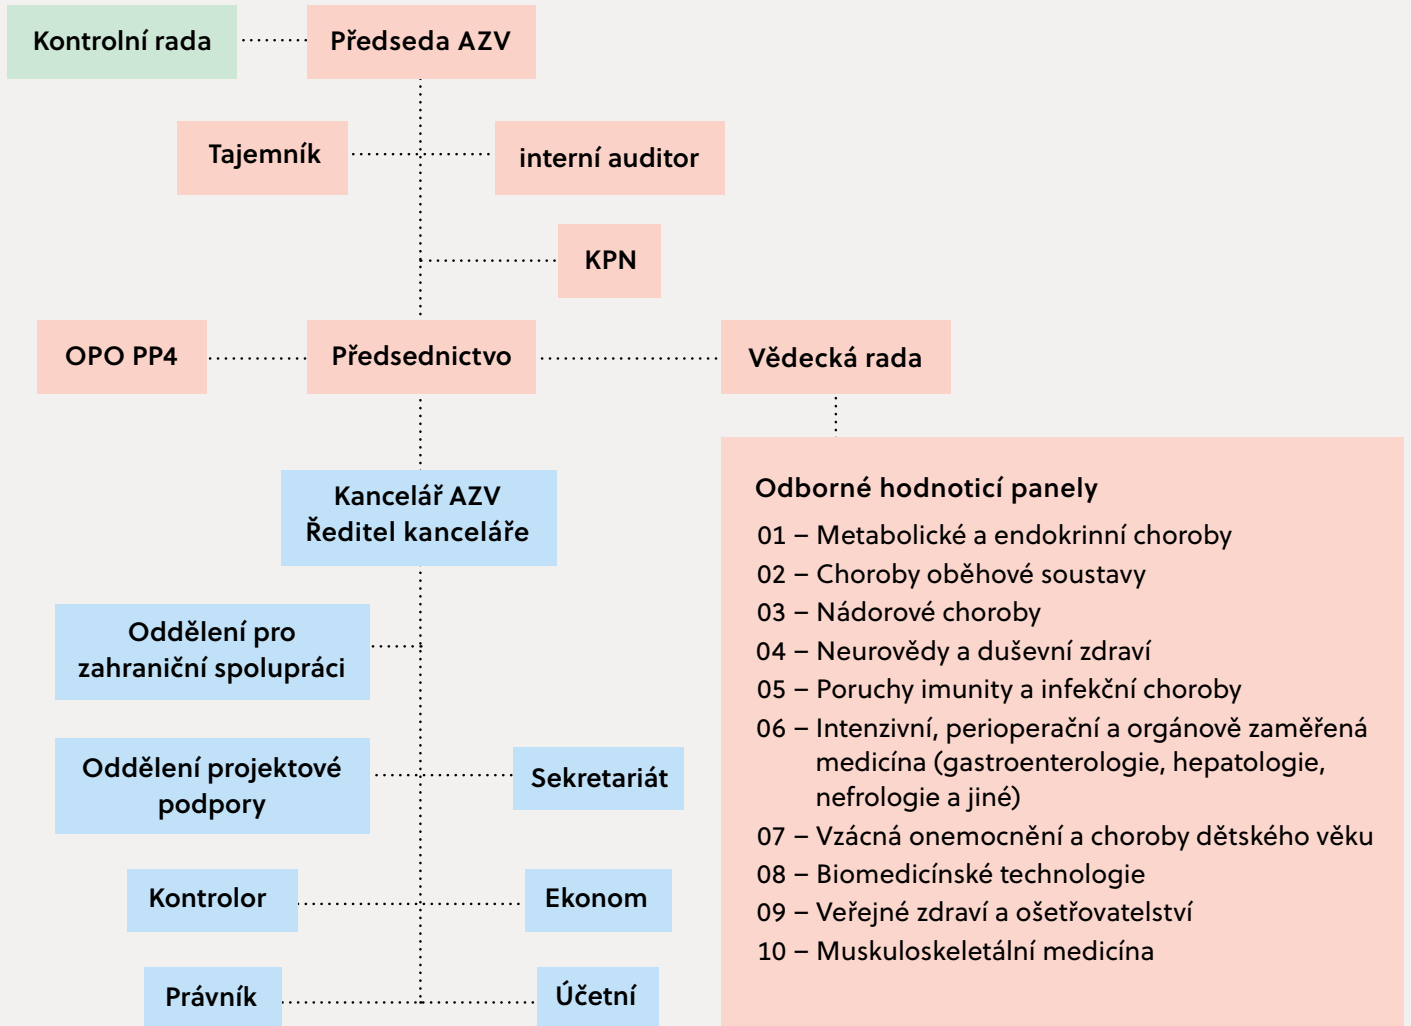 Kontrolní rada
Předseda AZV
Tajemník
interní auditor
KPN
OPO PP4
Předsednictvo
Vědecká rada
Kancelář AZV
Ředitel kanceláře
Oddělení pro
zahraniční spolupráci
Oddělení projektové
podpory
Sekretariát
Kontrolor
Ekonom
Právník
Účetní
Odborné hodnoticí panely
01 – Metabolické a endokrinní choroby
02 – Choroby oběhové soustavy
03 – Nádorové choroby
04 – Neurovědy a duševní zdraví
05 – Poruchy imunity a infekční choroby
06 – Intenzivní, perioperační a orgánově zaměřená
medicína (gastroenterologie, hepatologie,
nefrologie a jiné)
07 – Vzácná onemocnění a choroby dětského věku
08 – Biomedicínské technologie
09 – Veřejné zdraví a ošetřovatelství
10 – Muskuloskeletální medicína